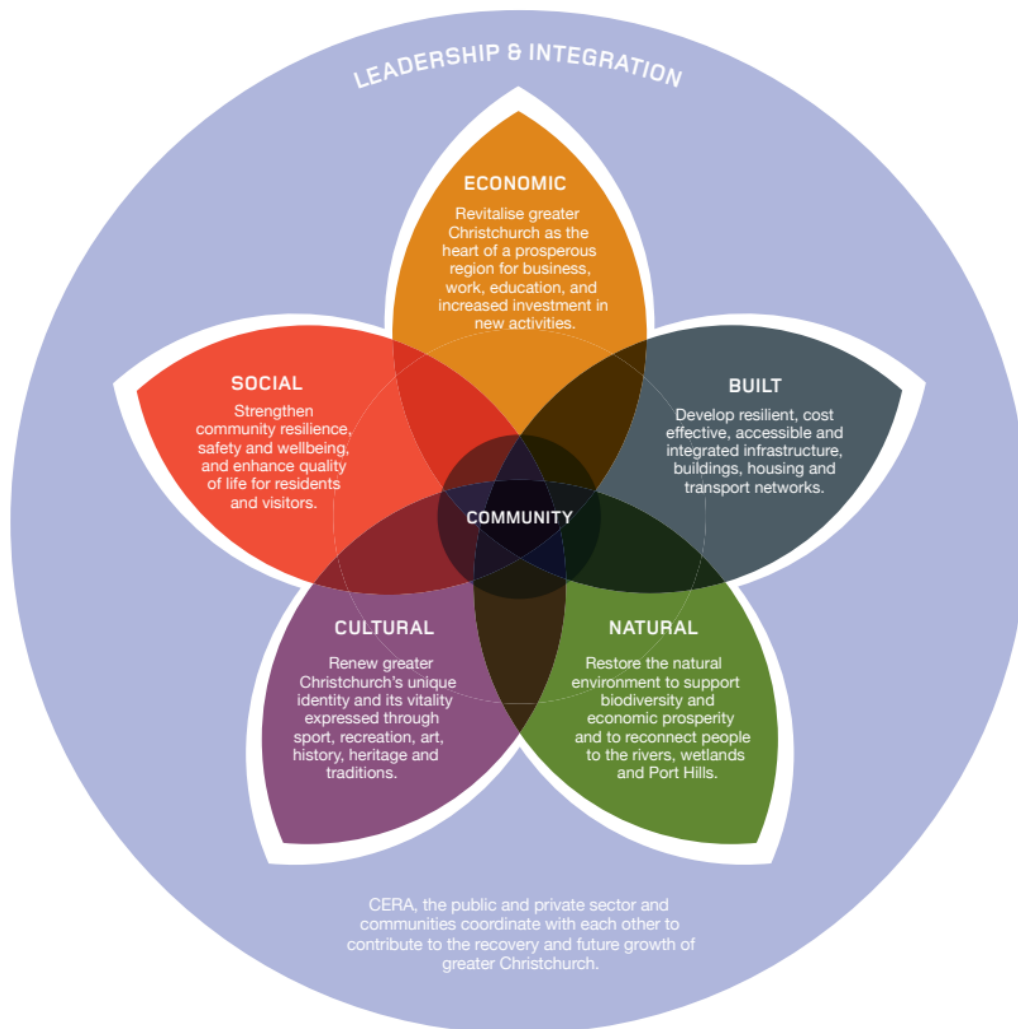 LEADERSHIP & INTEGRATION
ECONOMIC
Revitalise greater
Christchurch as the
heart of a prosperous
region for business,
work, education, and
increased investment in
new activities.
SOCIAL
Strengthen
community resilience,
safety and wellbeing,
and enhance quality
of life for residents
and visitors.
BUILT
Develop resilient, cost
effective, accessible and
integrated infrastructure,
buildings, housing and
transport networks.
COMMUNITY
CULTURAL
Renew greater
Christchurch's unique
identity and its vitality
expressed through
sport, recreation, art,
history, heritage and
traditions.
NATURAL
Restore the natural
environment to support
biodiversity and
economic prosperity
and to reconnect people
to the rivers, wetlands
and Port Hills.
CERA, the public and private sector and
communities coordinate with each other to
contribute to the recovery and future growth of
greater Christchurch.